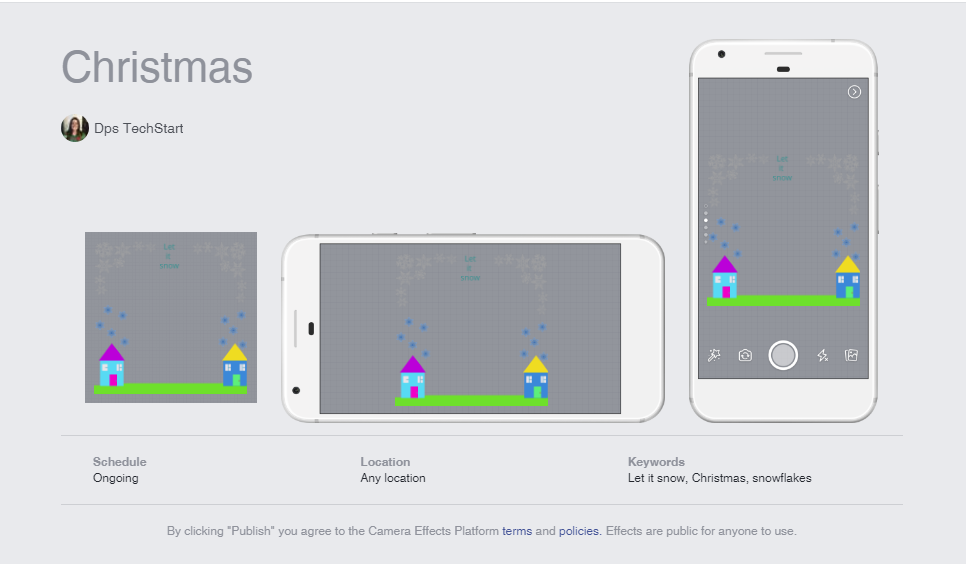 Christmas
Dps TechStart
Let
it
snow
Let
it
snow
Let
it
snow
Schedule
Ongoing
Location
Any location
Keywords
Let it snow, Christmas, snowflakes
By clicking "Publish" you agree to the Camera Effects Platform terms and policies. Effects are public for anyone to use.